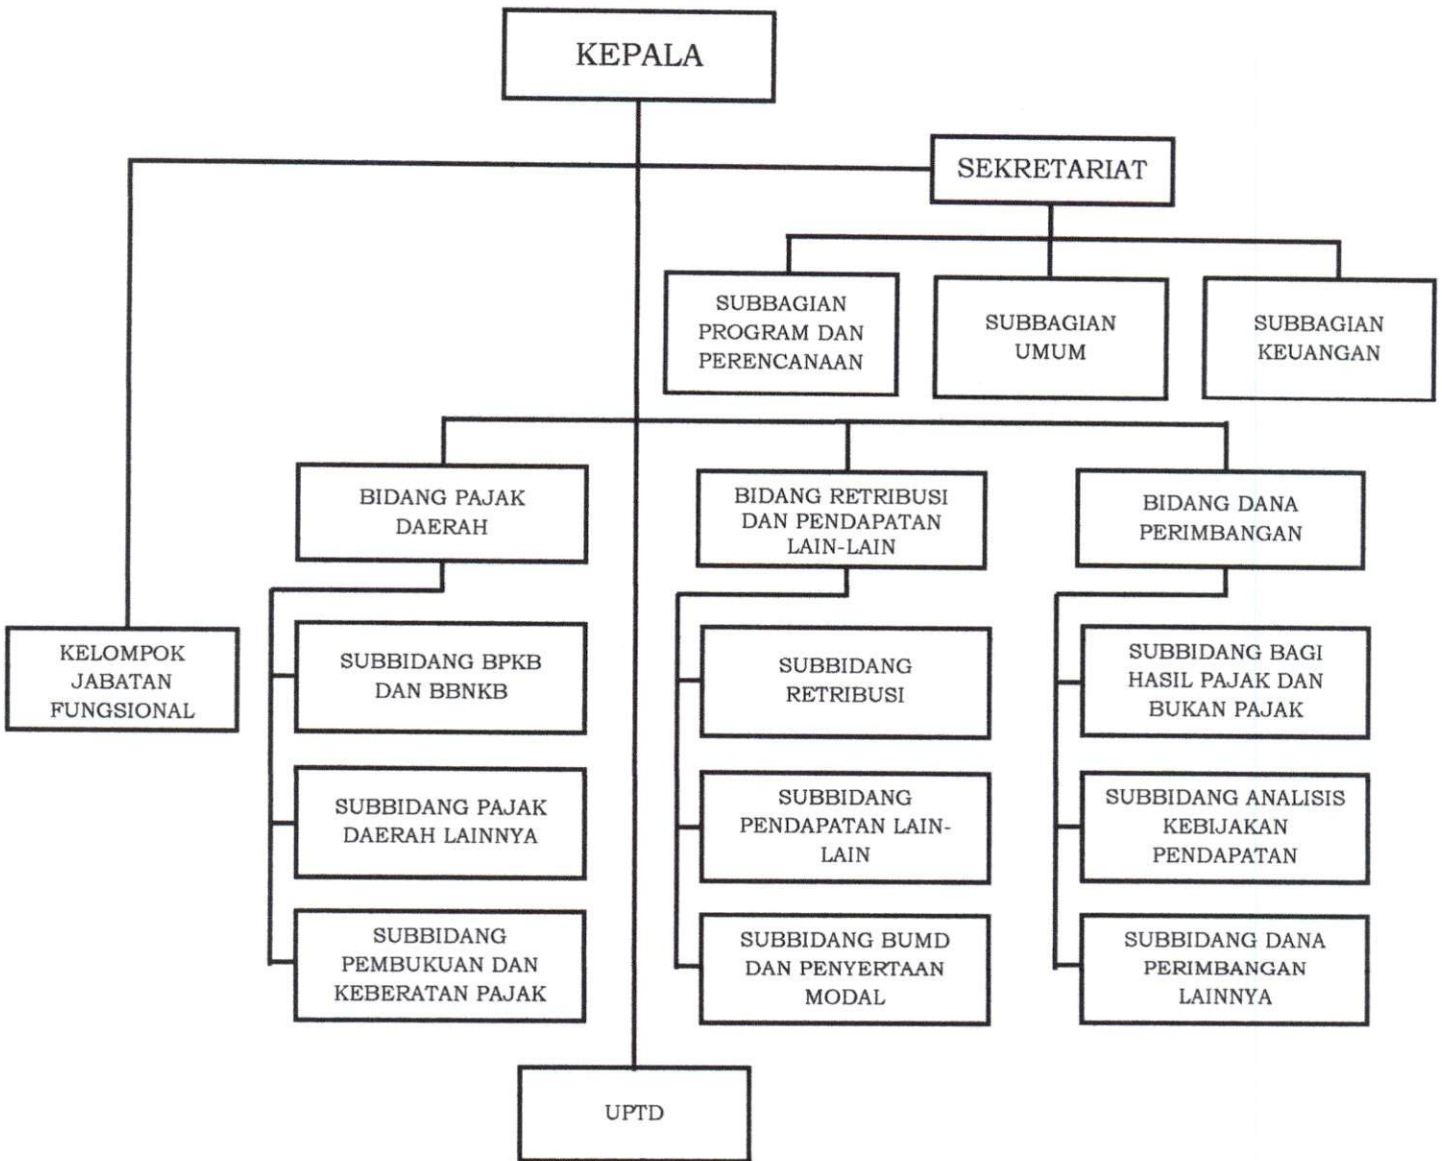 KEPALA
SEKRETARIAT
SUBBAGIAN
PROGRAM DAN
PERENCANAAN
SUBBAGIAN
UMUM
SUBBAGIAN
KEUANGAN
BIDANG PAJAK
DAERAH
BIDANG RETRIBUSI
DAN PENDAPATAN
LAIN-LAIN
BIDANG DANA
PERIMBANGAN
KELOMPOK
JABATAN
FUNGSIONAL
SUBBIDANG BPKB
DAN BBNKB
SUBBIDANG PAJAK
DAERAH LAINNYA
SUBBIDANG
PEMBUKUAN DAN
KEBERATAN PAJAK
SUBBIDANG
RETRIBUSI
SUBBIDANG
PENDAPATAN LAIN-
LAIN
SUBBIDANG BUMD
DAN PENYERTAAN
MODAL
SUBBIDANG BAGI
HASIL PAJAK DAN
BUKAN PAJAK
SUBBIDANG ANALISIS
KEBIJAKAN
PENDAPATAN
SUBBIDANG DANA
PERIMBANGAN
LAINNYA
UPTD